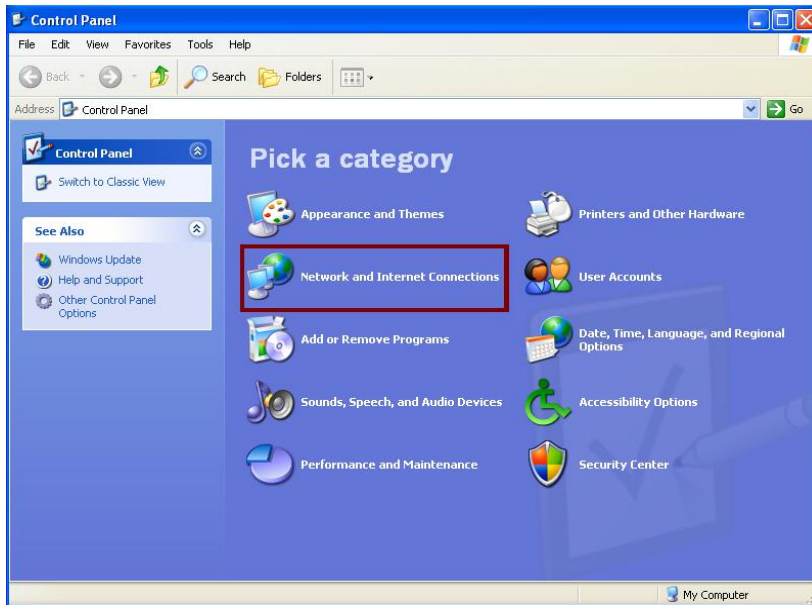 Control Panel
File Edit View Favorites Tools Help
Back Search Folders
Address Control Panel Go
Control Panel
Switch to Classic View
See Also
Windows Update
Help and Support
Other Control Panel
Options
Pick a category
Appearance and Themes
Printers and Other Hardware
Network and Internet Connections
User Accounts
Add or Remove Programs
Date, Time, Language, and Regional
Options
Sounds, Speech, and Audio Devices
Accessibility Options
Performance and Maintenance
Security Center
My Computer